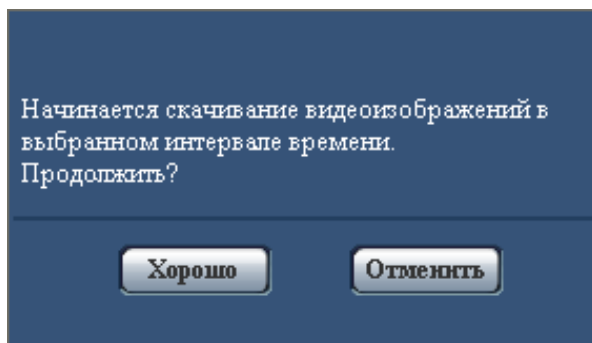 Начинается скачивание видеоизображений в
выбранном интервале времени.
Продолжить?
Хорошо
Отменить